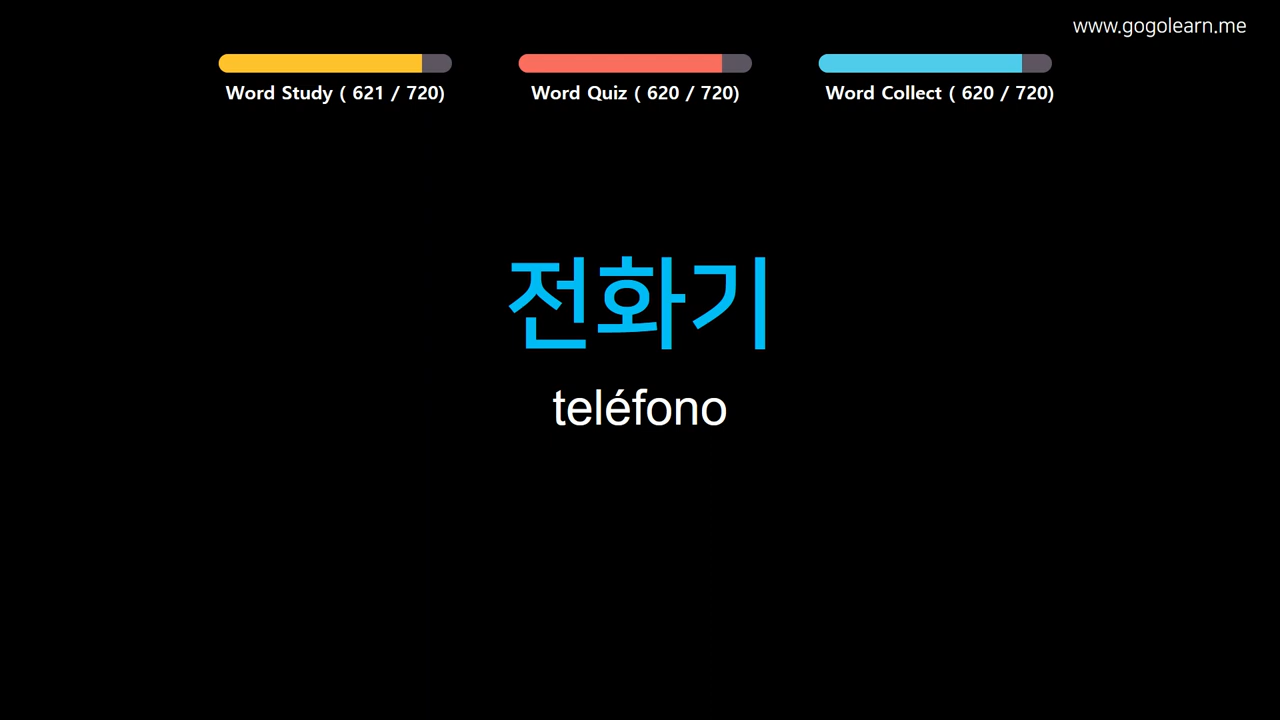 www.gogolearn.me
Word Study ( 621 / 720)
Word Quiz ( 620 / 720)
Word Collect ( 620 / 720)
전화기
teléfono